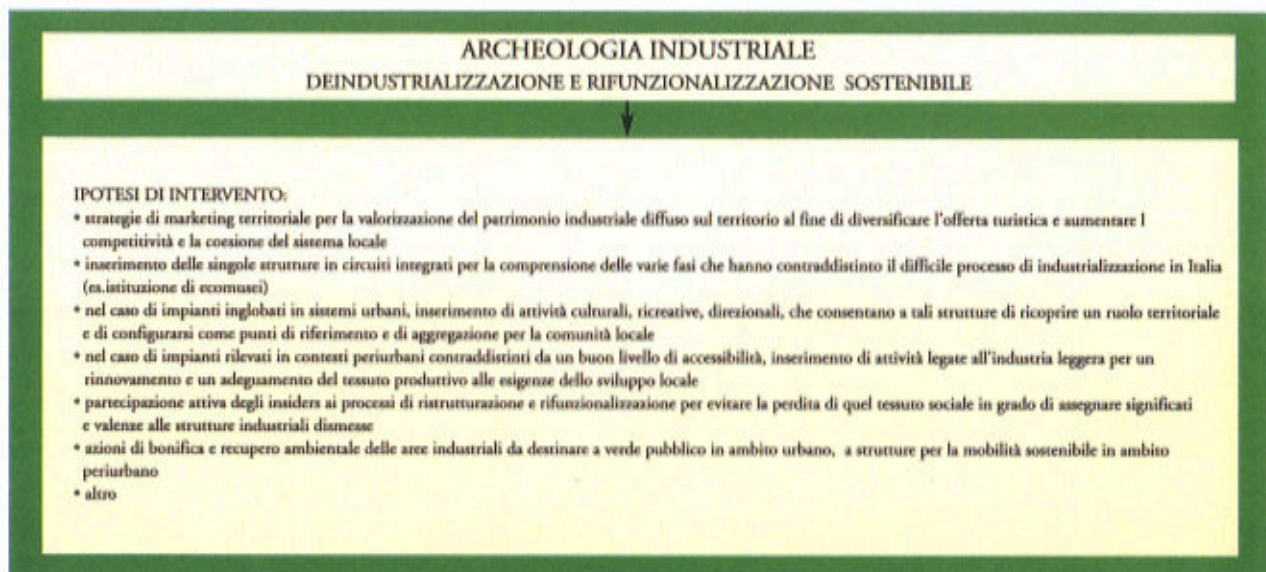 ARCHEOLOGIA INDUSTRIALE
DEINDUSTRIALIZZAZIONE E RIFUNZIONALIZZAZIONE SOSTENIBILE
IPOTESI DI INTERVENTO:
* strategie di marketing territoriale per la valorizzazione del patrimonio industriale diffuso sul territorio al fine di diversificare l'offerta turistica e aumentare l
competitività e la coesione del sistema locale
* inserimento delle singole strutture in circuiti integrati per la comprensione delle varie fasi che hanno contraddistinto il difficile processo di industrializzazione in Italia
(es.istituzione di ecomusei)
* nel caso di impianti inglobati in sistemi urbani, inserimento di attività culturali, ricreative, direzionali, che consentano a tali strutture di ricoprire un ruolo territoriale
e di configurarsi come punti di riferimento e di aggregazione per la comunità locale
* nel caso di impianti rilevati in contesti periurbani contraddistinti da un buon livello di accessibilità, inserimento di attività legate all'industria leggera per un
rinnovamento e un adeguamento del tessuto produttivo alle esigenze dello sviluppo locale
* partecipazione attiva degli insiders ai processi di ristrutturazione e rifunzionalizzazione per evitare la perdita di quel tessuto sociale in grado di assegnare significati
e valenze alle strutture industriali dismesse
* azioni di bonifica e recupero ambientale delle aree industriali da destinare a verde pubblico in ambito urbano, a strutture per la mobilità sostenibile in ambito
periurbano
* altro